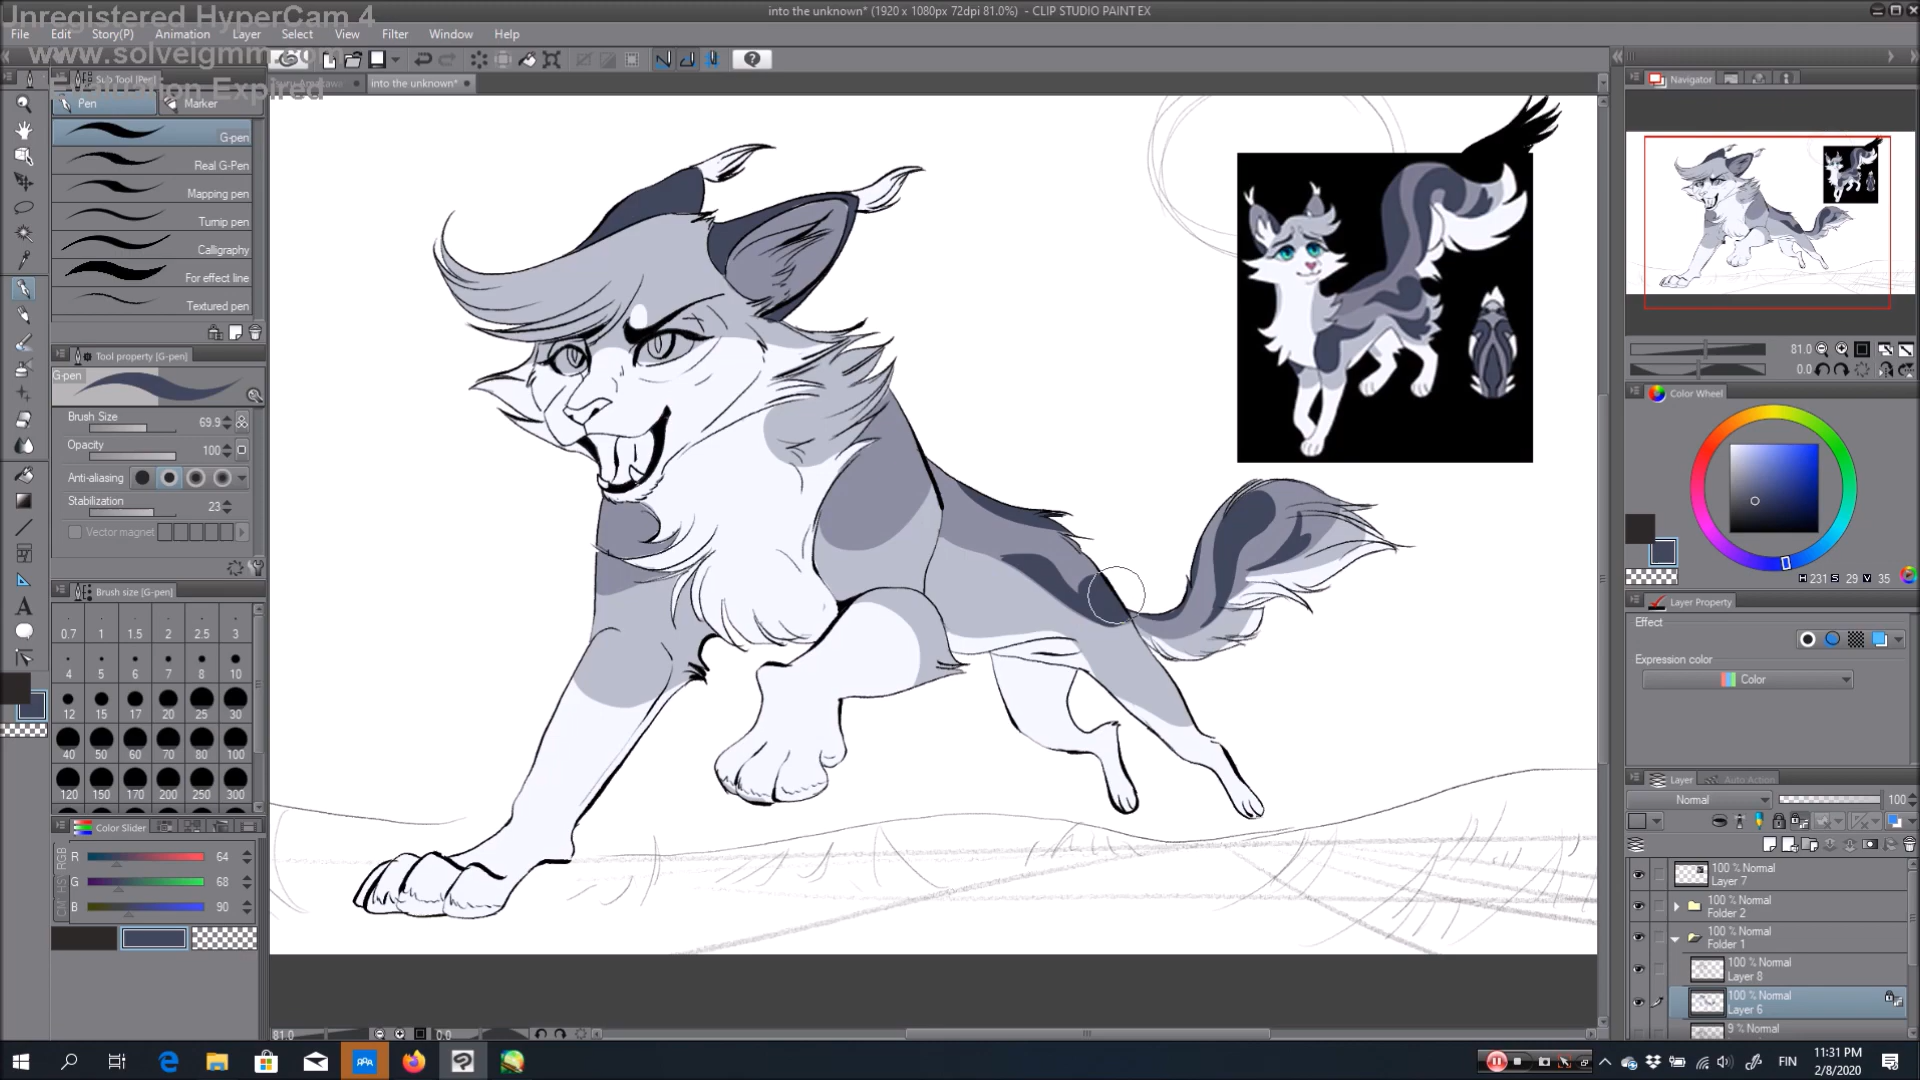 Unregistered HyperCam 4
www.solveigmm.com
Evaluation Expired
into the unknown* (1920 x 1080px 72dpi 81.0%) - CLIP STUDIO PAINT EX
File Edit Story(P) Animation Layer Select View Filter Window Help
Sub Tool [Pen]
into the unknown*
Pen
Marker
G-pen
Real G-Pen
Mapping pen
Turnip pen
Calligraphy
For effect line
Textured pen
Tool property [G-pen]
G-pen
Brush Size 69.9
Opacity 100
Anti-aliasing
Stabilization 23
Vector magnet
Brush size [G-pen]
0.7 1 1.5 2 2.5 3
4 5 6 7 8 10
12 15 17 20 25 30
40 50 60 70 80 100
120 150 170 200 250 300
Color Slider
R 64
G 68
B 90
RGB
81.0
0.0
Navigator
81.0
0.0
Color Wheel
H 231 S 29 V 35
Layer Property
Effect
Expression color
Color
Layer
Auto Action
Normal 100
100 % Normal
Layer 7
100 % Normal
Folder 2
100 % Normal
Folder 1
100 % Normal
Layer 8
100 % Normal
Layer 6
9 % Normal
FIN
11:31 PM
2/8/2020